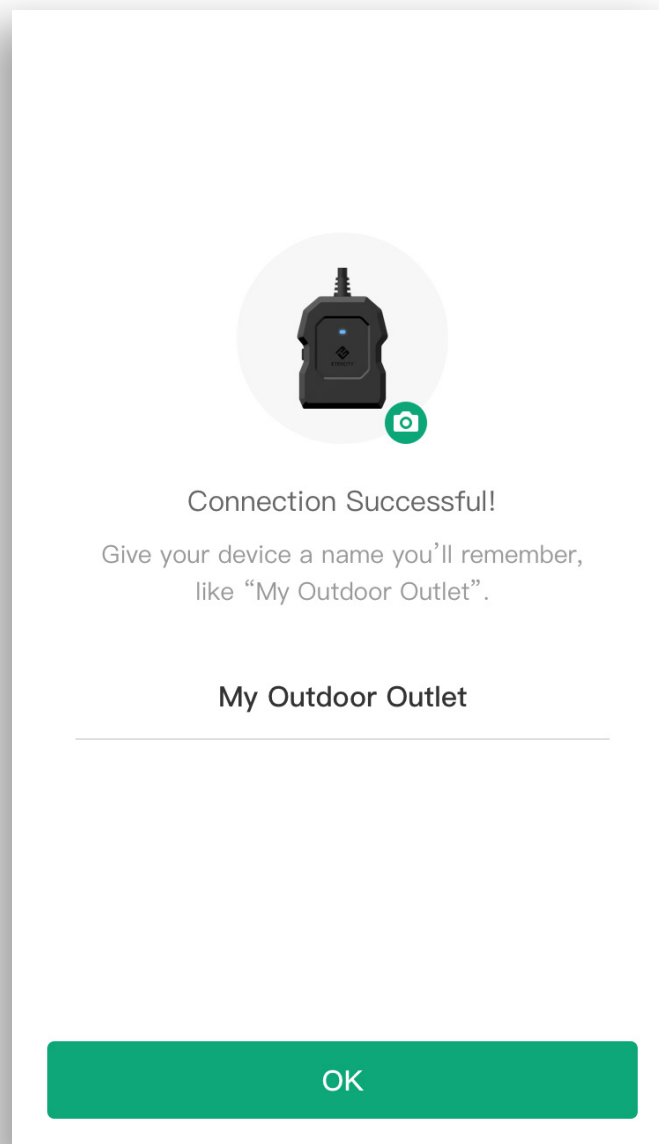 Connection Successful!
Give your device a name you’ll remember,
like “My Outdoor Outlet”.
My Outdoor Outlet
OK